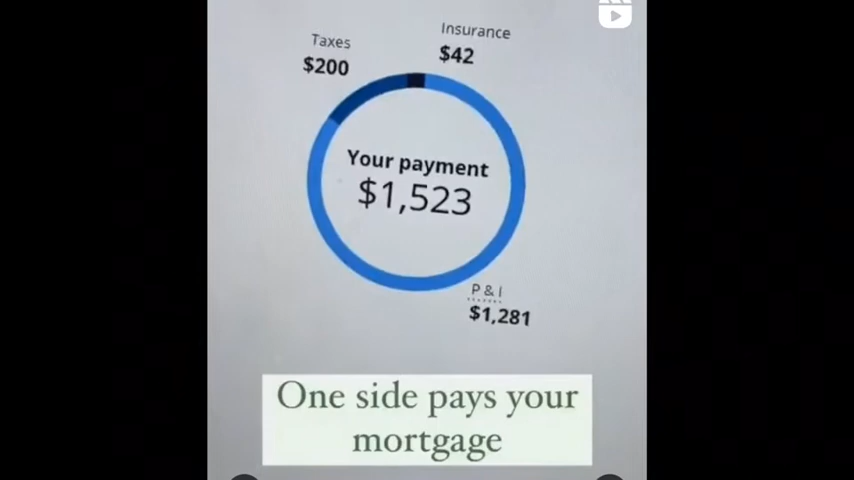 Taxes
$200
Insurance
$42
Your payment
$1,523
P & I
$1,281
One side pays your
mortgage